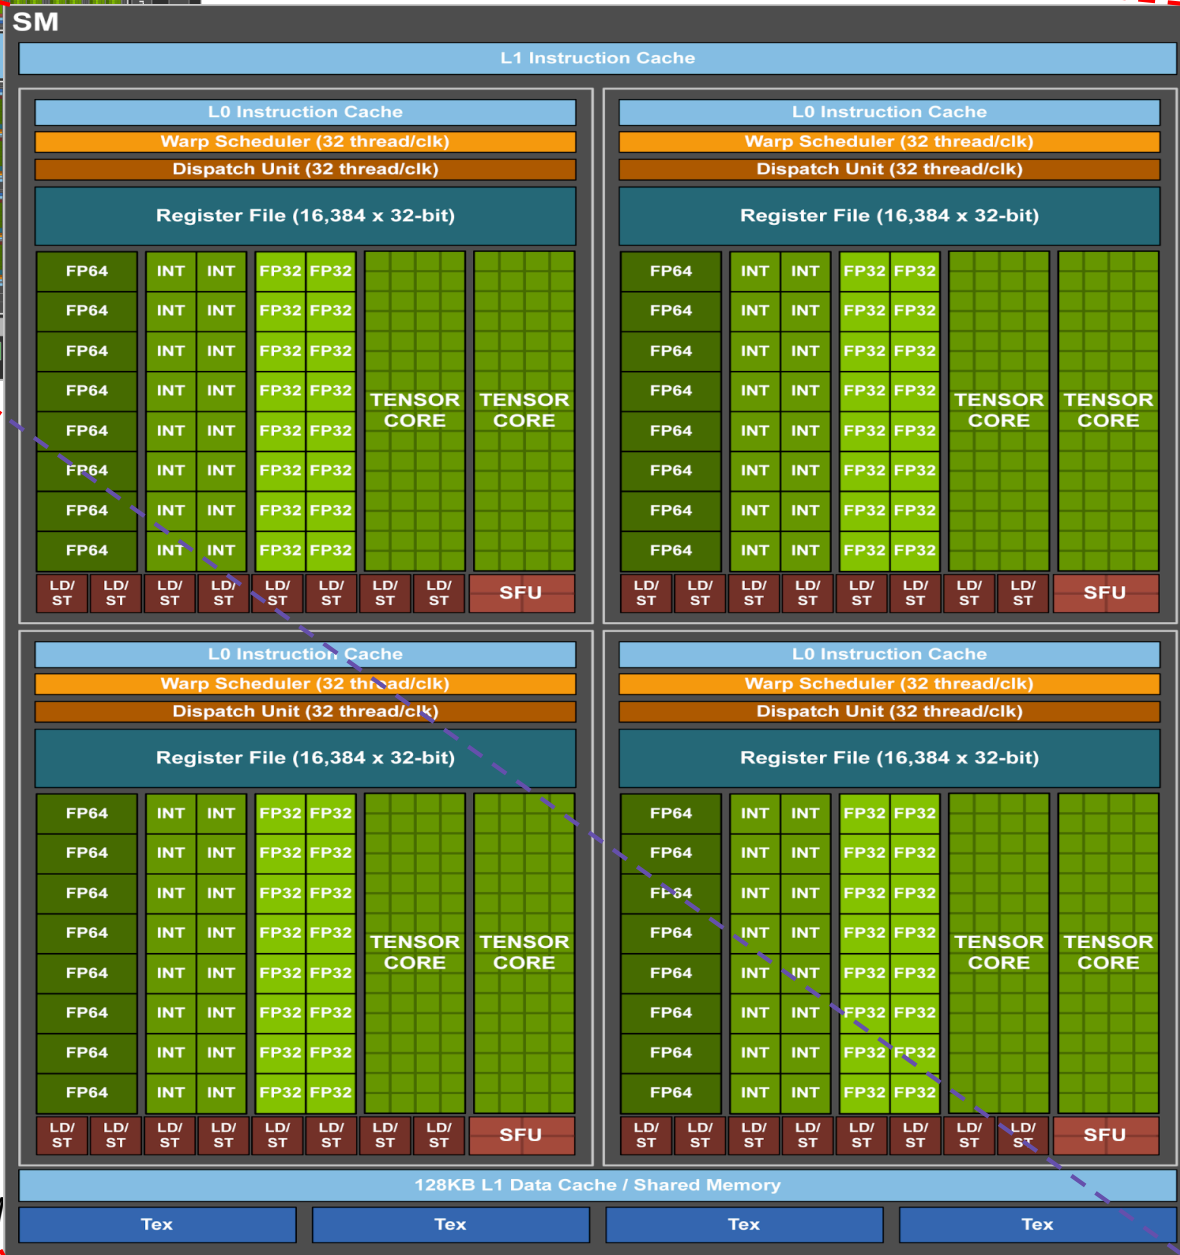 SM
L1 Instruction Cache
L0 Instruction Cache
Warp Scheduler (32 thread/clk)
Dispatch Unit (32 thread/clk)
Register File (16,384 x 32-bit)
FP64 INT INT FP32 FP32
FP64 INT INT FP32 FP32
FP64 INT INT FP32 FP32
FP64 INT INT FP32 FP32
FP64 INT INT FP32 FP32
FP64 INT INT FP32 FP32
FP64 INT INT FP32 FP32
FP64 INT INT FP32 FP32
TENSOR TENSOR
CORE CORE
LD/ LD/ LD/ LD/ LD/ LD/ LD/ LD/
ST ST ST ST ST ST ST ST
SFU
L0 Instruction Cache
Warp Scheduler (32 thread/clk)
Dispatch Unit (32 thread/clk)
Register File (16,384 x 32-bit)
FP64 INT INT FP32 FP32
FP64 INT INT FP32 FP32
FP64 INT INT FP32 FP32
FP64 INT INT FP32 FP32
FP64 INT INT FP32 FP32
FP64 INT INT FP32 FP32
FP64 INT INT FP32 FP32
FP64 INT INT FP32 FP32
TENSOR TENSOR
CORE CORE
LD/ LD/ LD/ LD/ LD/ LD/ LD/ LD/
ST ST ST ST ST ST ST ST
SFU
L0 Instruction Cache
Warp Scheduler (32 thread/clk)
Dispatch Unit (32 thread/clk)
Register File (16,384 x 32-bit)
FP64 INT INT FP32 FP32
FP64 INT INT FP32 FP32
FP64 INT INT FP32 FP32
FP64 INT INT FP32 FP32
FP64 INT INT FP32 FP32
FP64 INT INT FP32 FP32
FP64 INT INT FP32 FP32
FP64 INT INT FP32 FP32
TENSOR TENSOR
CORE CORE
LD/ LD/ LD/ LD/ LD/ LD/ LD/ LD/
ST ST ST ST ST ST ST ST
SFU
L0 Instruction Cache
Warp Scheduler (32 thread/clk)
Dispatch Unit (32 thread/clk)
Register File (16,384 x 32-bit)
FP64 INT INT FP32 FP32
FP64 INT INT FP32 FP32
FP64 INT INT FP32 FP32
FP64 INT INT FP32 FP32
FP64 INT INT FP32 FP32
FP64 INT INT FP32 FP32
FP64 INT INT FP32 FP32
FP64 INT INT FP32 FP32
TENSOR TENSOR
CORE CORE
LD/ LD/ LD/ LD/ LD/ LD/ LD/ LD/
ST ST ST ST ST ST ST ST
SFU
128KB L1 Data Cache / Shared Memory
Tex Tex Tex Tex